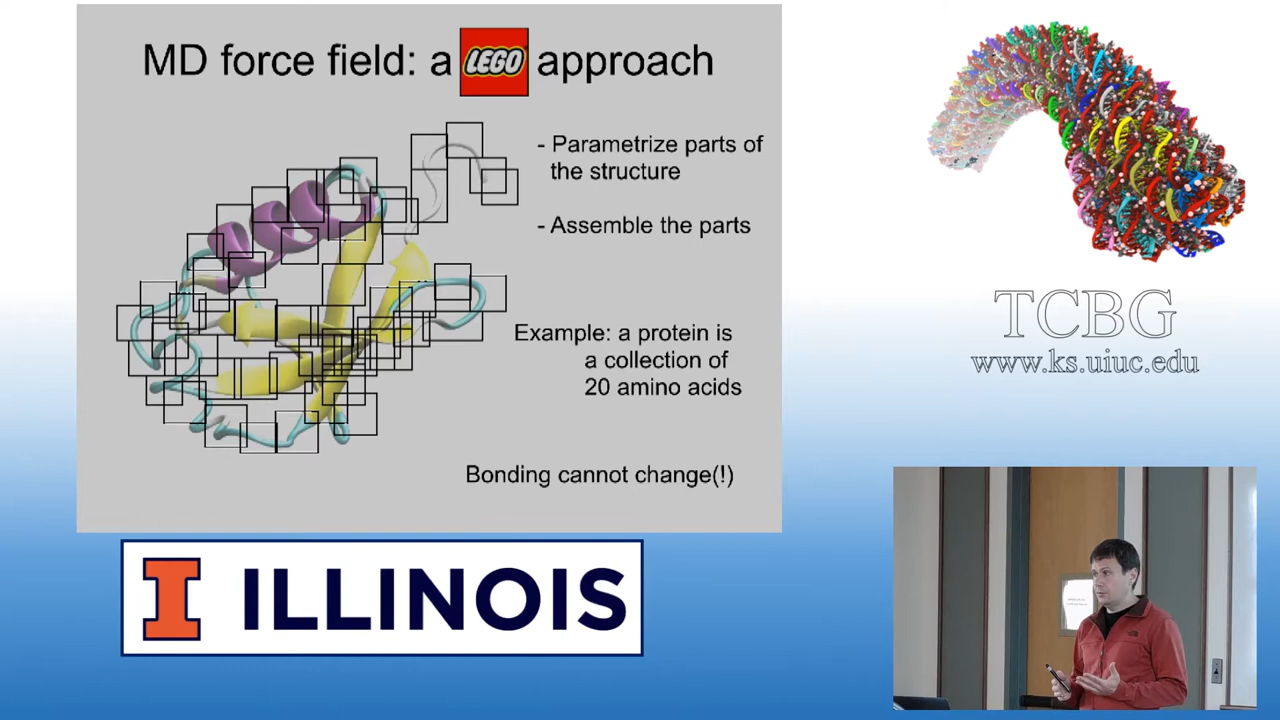 MD force field: a LEGO approach
- Parametrize parts of
the structure
- Assemble the parts
Example: a protein is
a collection of
20 amino acids
Bonding cannot change(!)
TCBG
www.ks.uiuc.edu
I ILLINOIS